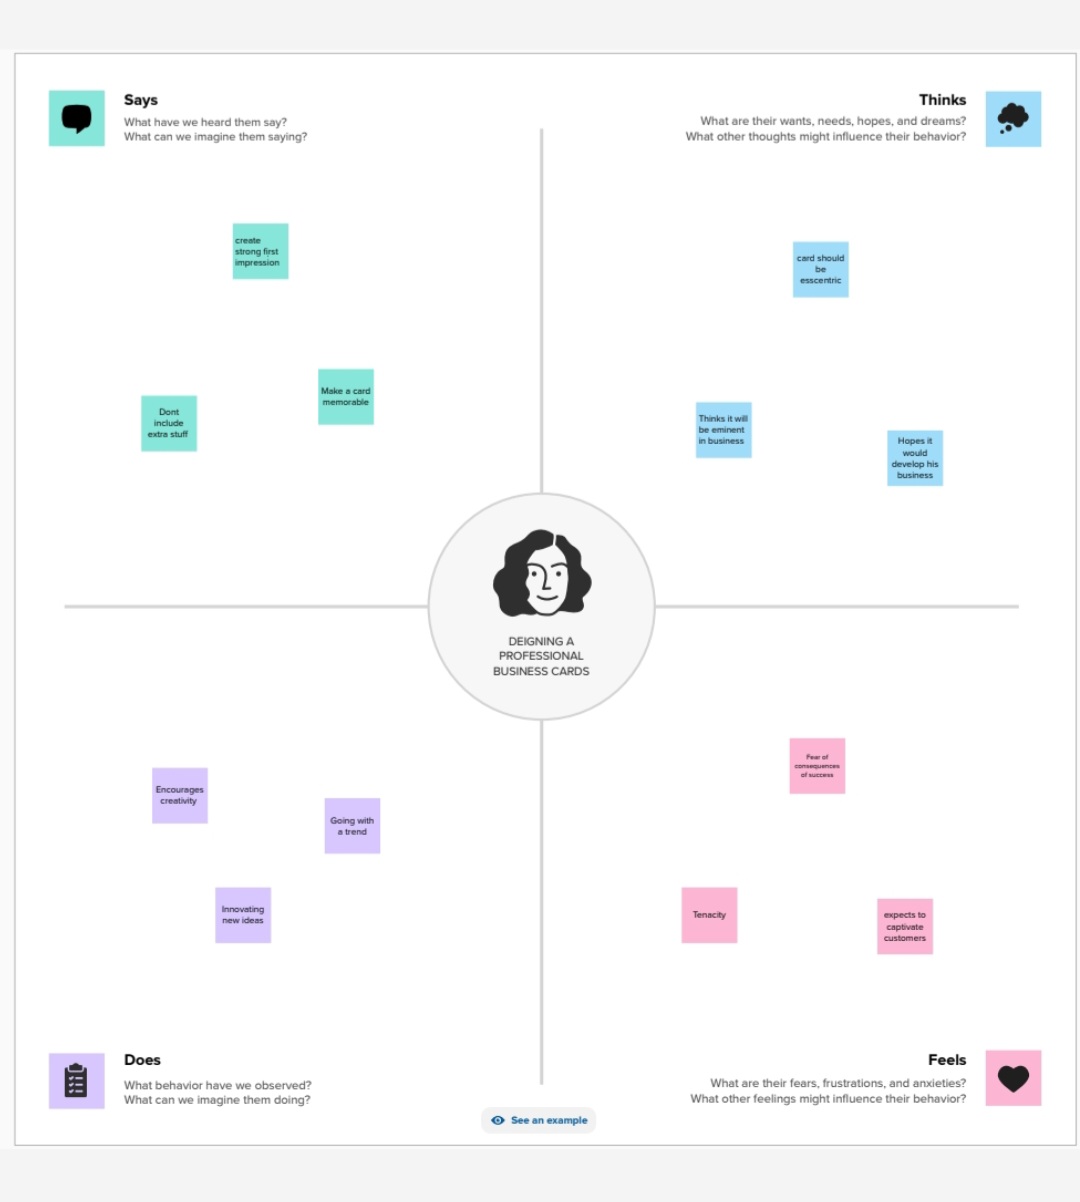 Says
What have we heard them say?
What can we imagine them saying?
Thinks
What are their wants, needs, hopes, and dreams?
What other thoughts might influence their behavior?
create
strong first
impression
Make a card
memorable
Dont
include
extra stuff
card should
be
esscentric
Thinks it will
be eminent
in business
Hopes it
would
develop his
business
DEIGNING A
PROFESSIONAL
BUSINESS CARDS
Encourages
creativity
Going with
a trend
Innovating
new ideas
Fear of
consequences
of success
Tenacity
expects to
captivate
customers
Does
What behavior have we observed?
What can we imagine them doing?
Feels
What are their fears, frustrations, and anxieties?
What other feelings might influence their behavior?
See an example